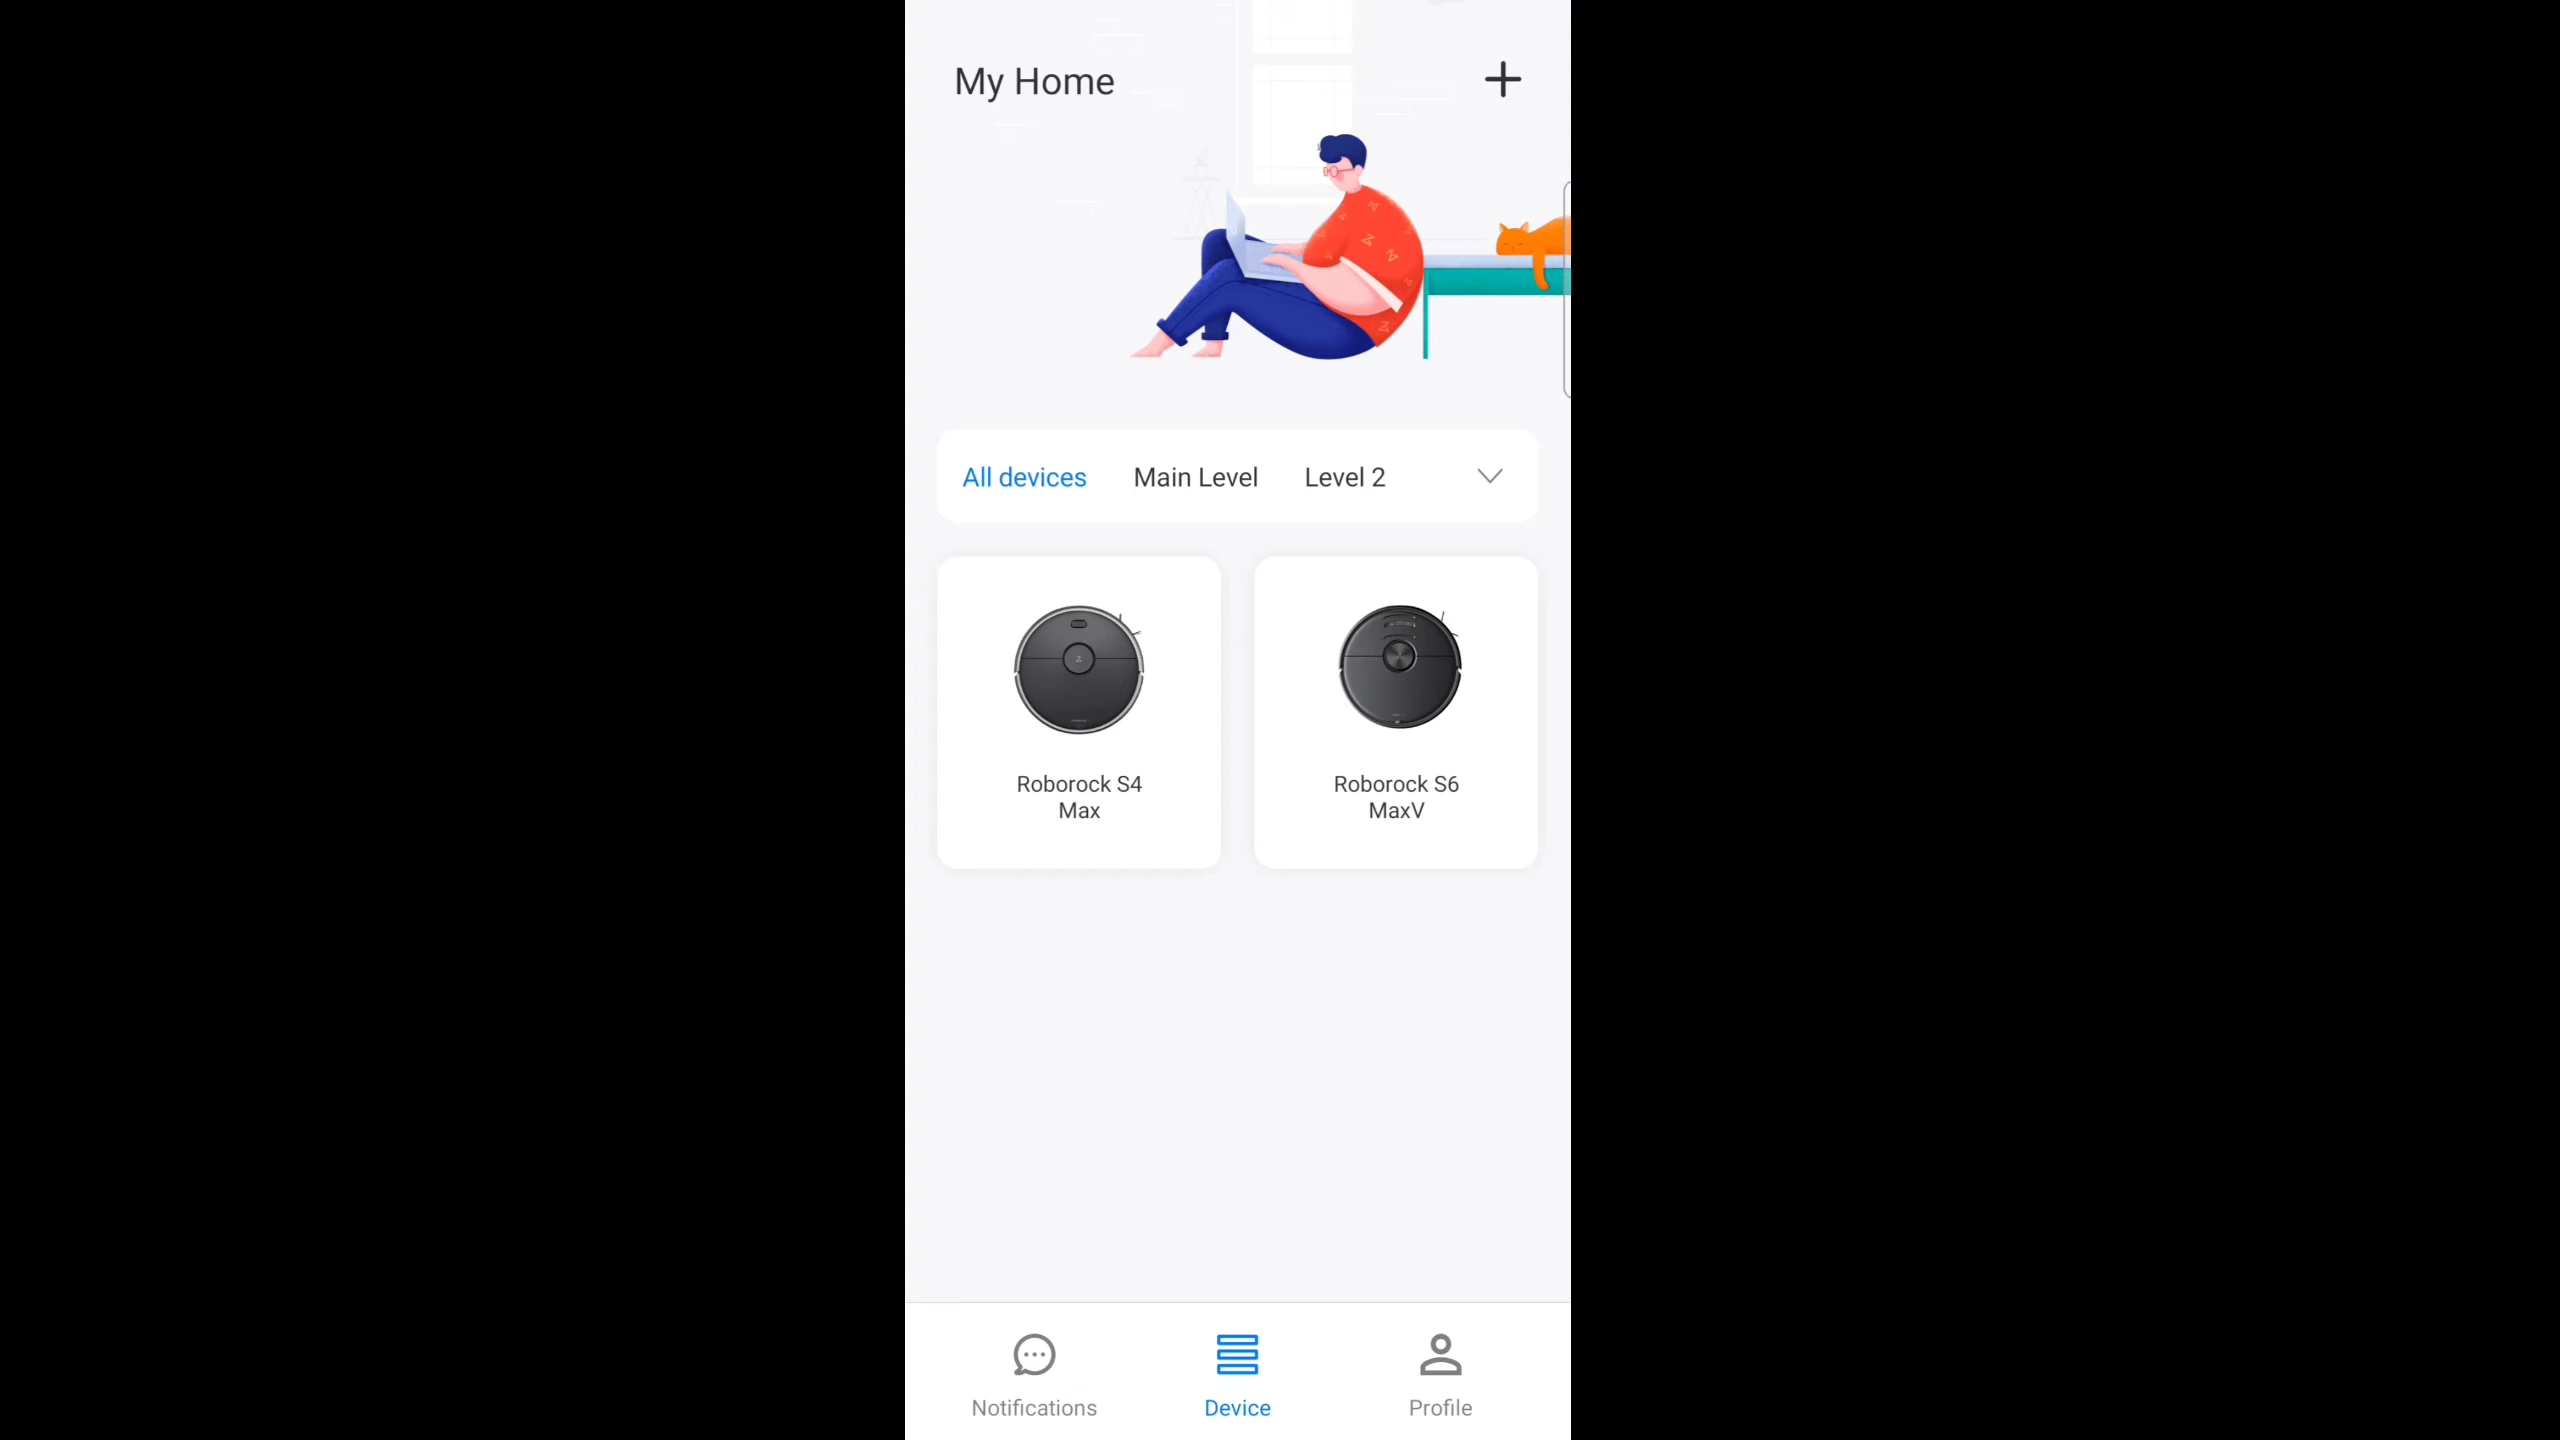 My Home
All devices Main Level Level 2
Roborock S4
Max
Roborock S6
MaxV
Notifications Device Profile